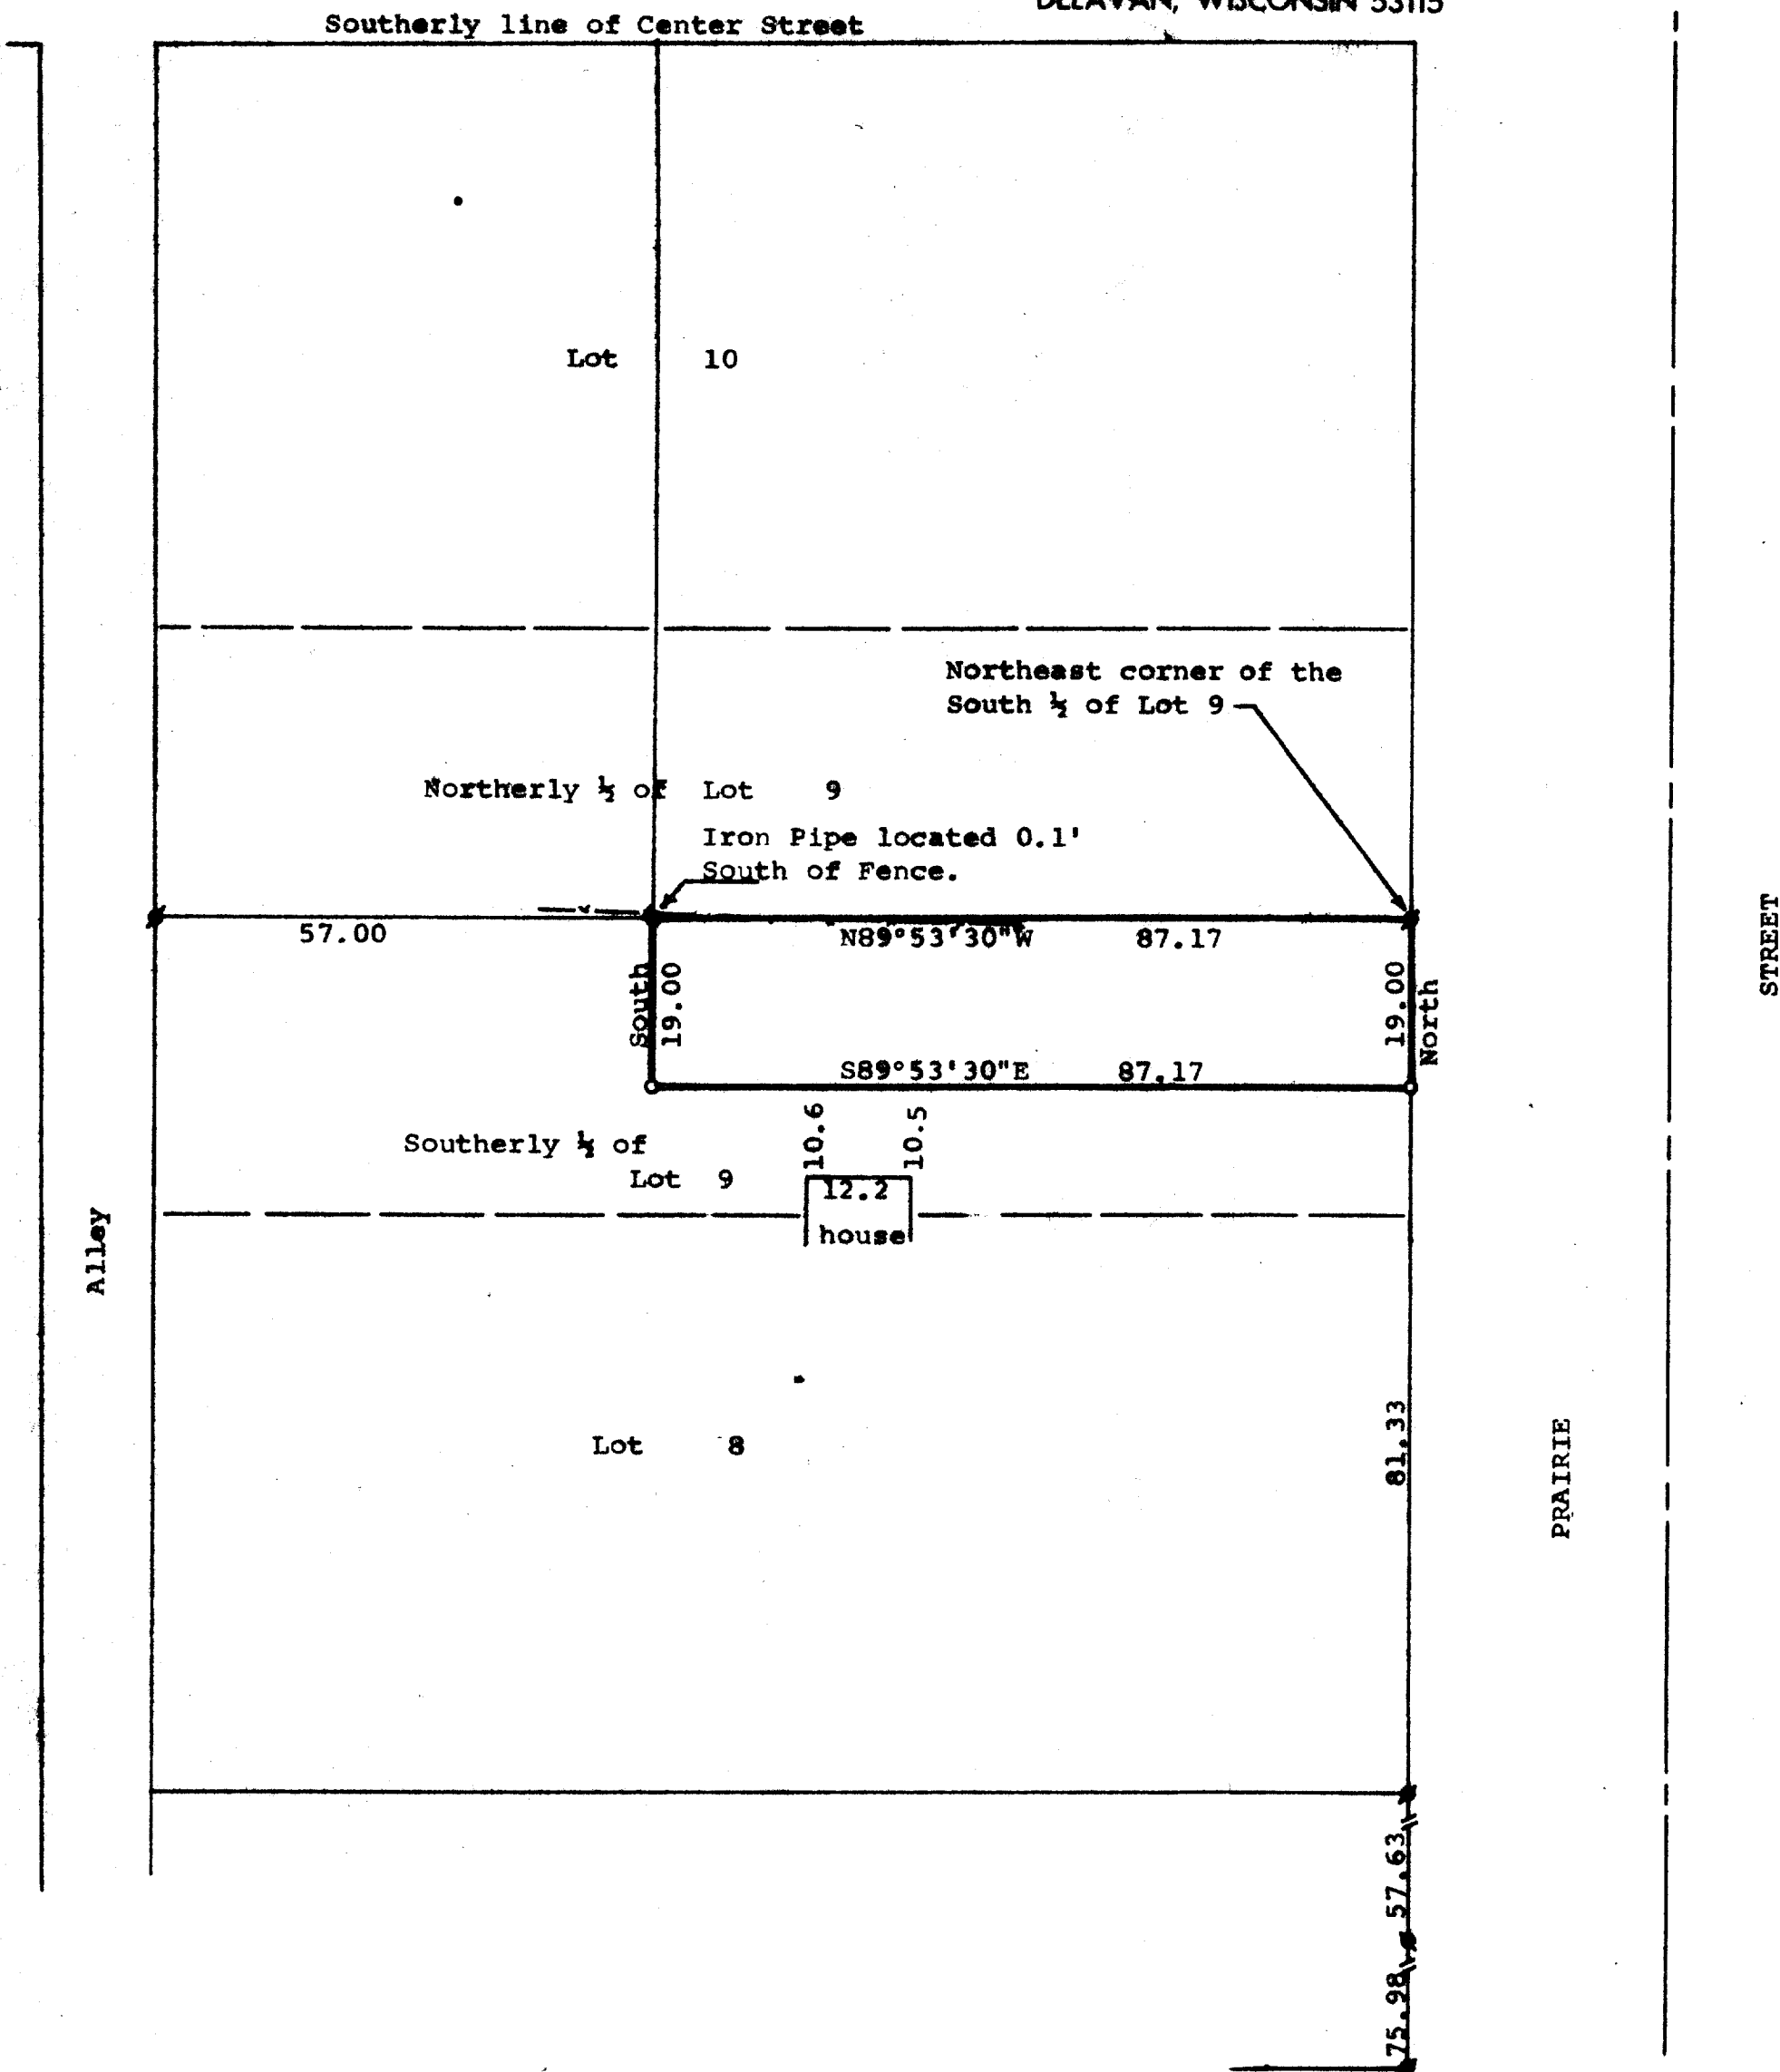 DELAVAN, WISCONSIN 53115
Southerly line of Center Street
Lot 10
Northeast corner of the
South ½ of Lot 9
Northerly ½ of Lot 9
Iron Pipe located 0.1'
South of Fence.
57.00
N89°53'30"W 87.17
South
19.00
19.00
North
S89°53'30"E 87.17
STREET
10.6
10.5
Southerly ½ of
Lot 9
12.2
house
Alley
81.33
Lot 8
PRAIRIE
57.63
75.98